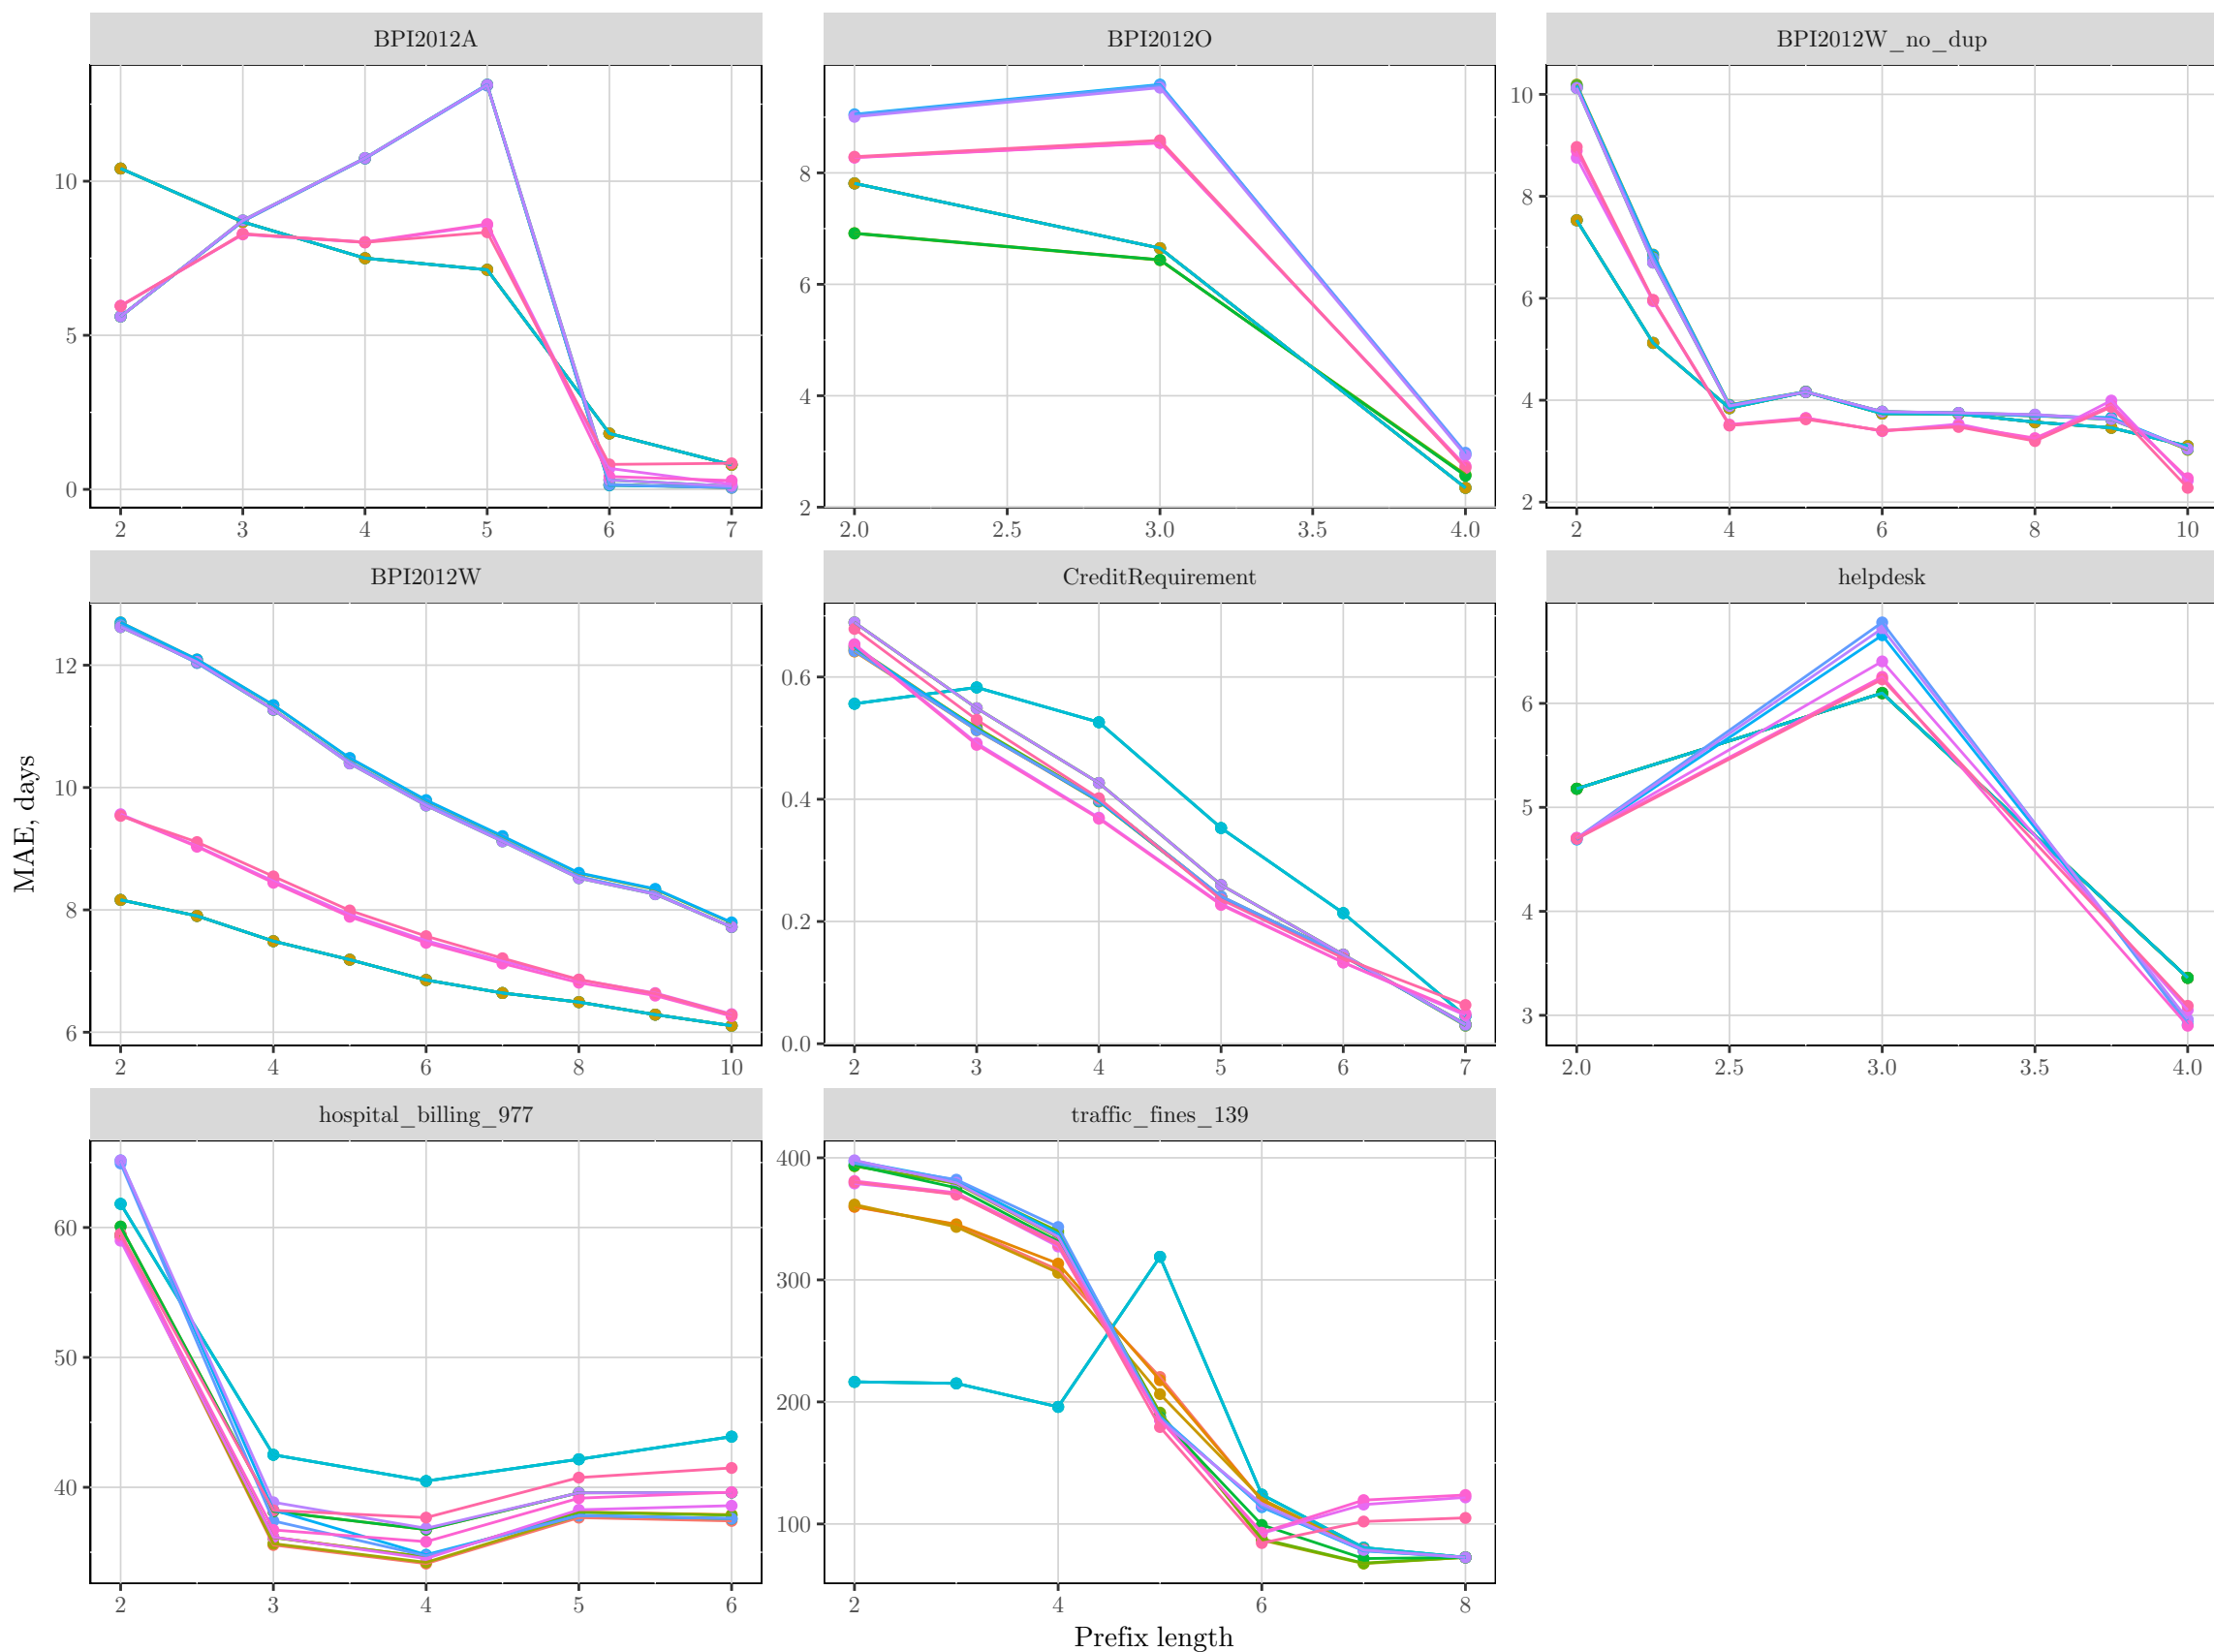 BPI2012A
BPI2012O
BPI2012W_no_dup
10
5
0
2 3 4 5 6 7
8
6
4
2
2.0 2.5 3.0 3.5 4.0
10
8
6
4
2
2 4 6 8 10
BPI2012W
CreditRequirement
helpdesk
MAE, days
12
10
8
6
2 4 6 8 10
0.6
0.4
0.2
0.0
2 3 4 5 6 7
6
5
4
3
2.0 2.5 3.0 3.5 4.0
hospital_billing_977
traffic_fines_139
60
50
40
2 3 4 5 6
400
300
200
100
2 4 6 8
Prefix length